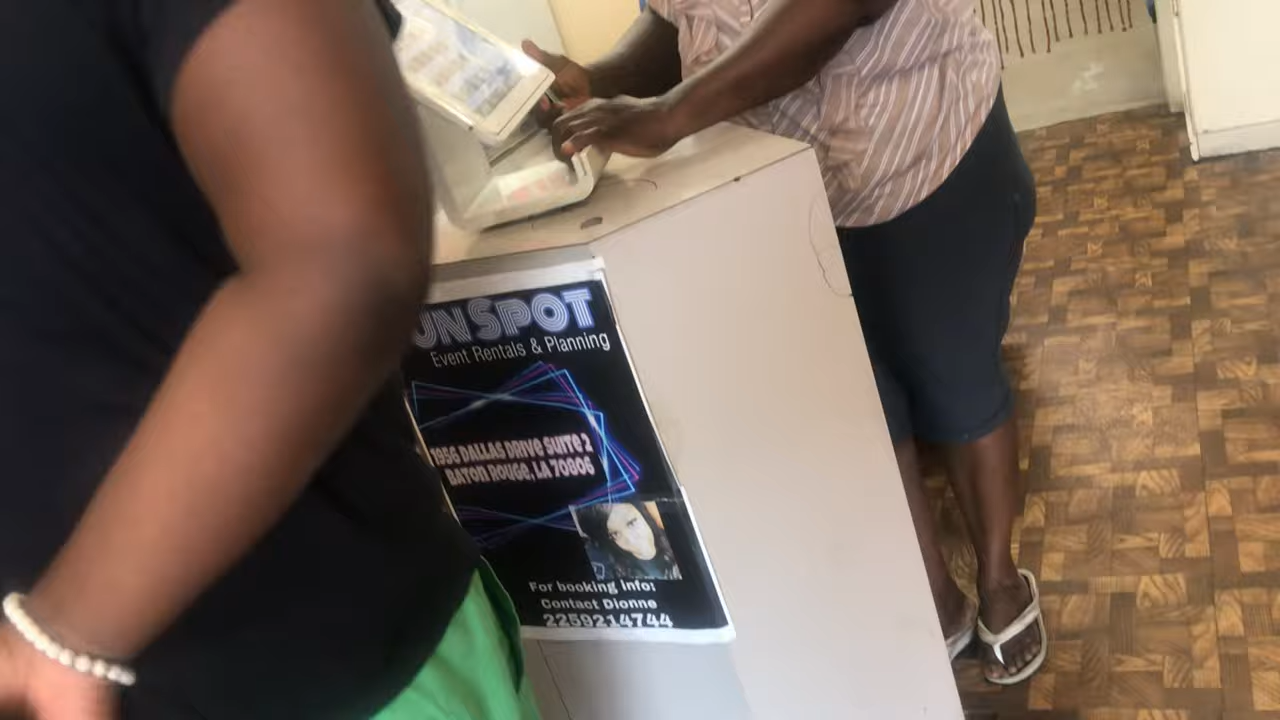 UN SPOT
Event Rentals & Planning
1956 DALLAS DRIVE SUITE 2
BATON ROUGE, LA 70806
For booking info:
Contact Dionne
2259214744